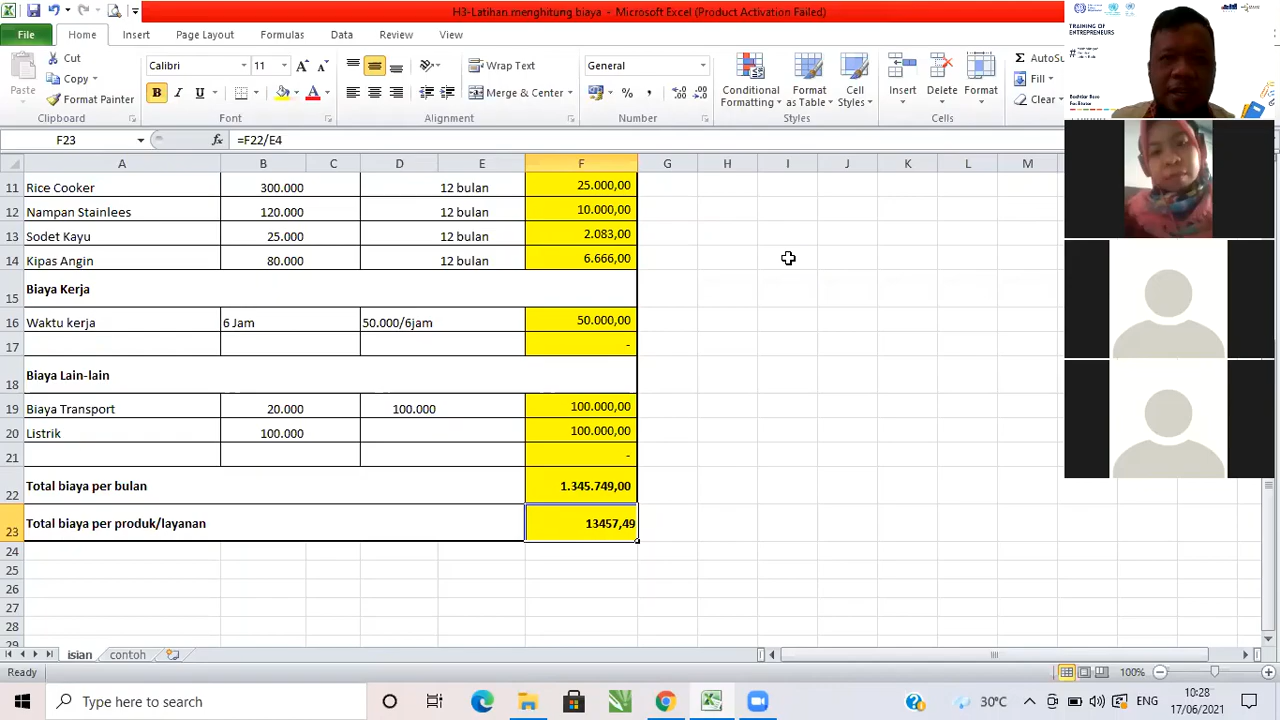 H3-Latihan menghitung biaya - Microsoft Excel (Product Activation Failed)
File Home Insert Page Layout Formulas Data Review View
Paste Cut Copy Format Painter Clipboard
Calibri 11 B I U A Font
Wrap Text Merge & Center Alignment
General % , Number
Conditional Formatting Format as Table Cell Styles Styles
Insert Delete Format Cells
Σ AutoSu Fill Clear
TRAINING OF
ENTREPRENEURS
F23 fx =F22/E4
A B C D E F G H I J K L M
11 Rice Cooker 300.000 12 bulan 25.000,00
12 Nampan Stainlees 120.000 12 bulan 10.000,00
13 Sodet Kayu 25.000 12 bulan 2.083,00
14 Kipas Angin 80.000 12 bulan 6.666,00
15 Biaya Kerja
16 Waktu kerja 6 Jam 50.000/6jam 50.000,00
17 -
18 Biaya Lain-lain
19 Biaya Transport 20.000 100.000 100.000,00
20 Listrik 100.000 100.000,00
21 -
22 Total biaya per bulan 1.345.749,00
23 Total biaya per produk/layanan 13457,49
24
25
26
27
28
29
isian contoh
Ready 100%
Type here to search 30°C ENG 10:28
17/06/2021